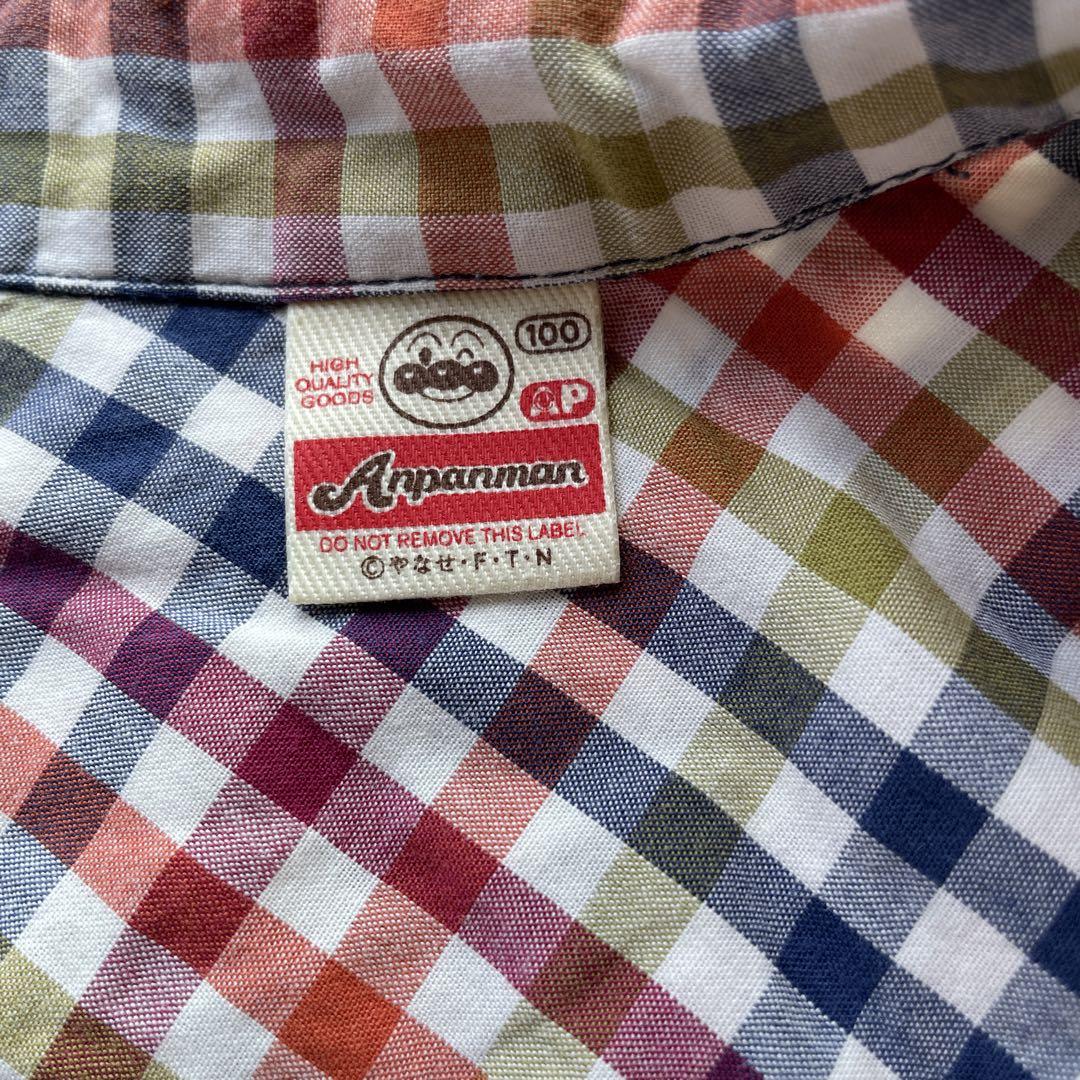 HIGH
QUALITY
GOODS
100
AP
Anpanman
DO NOT REMOVE THIS LABEL
©やなせ・F・T・N